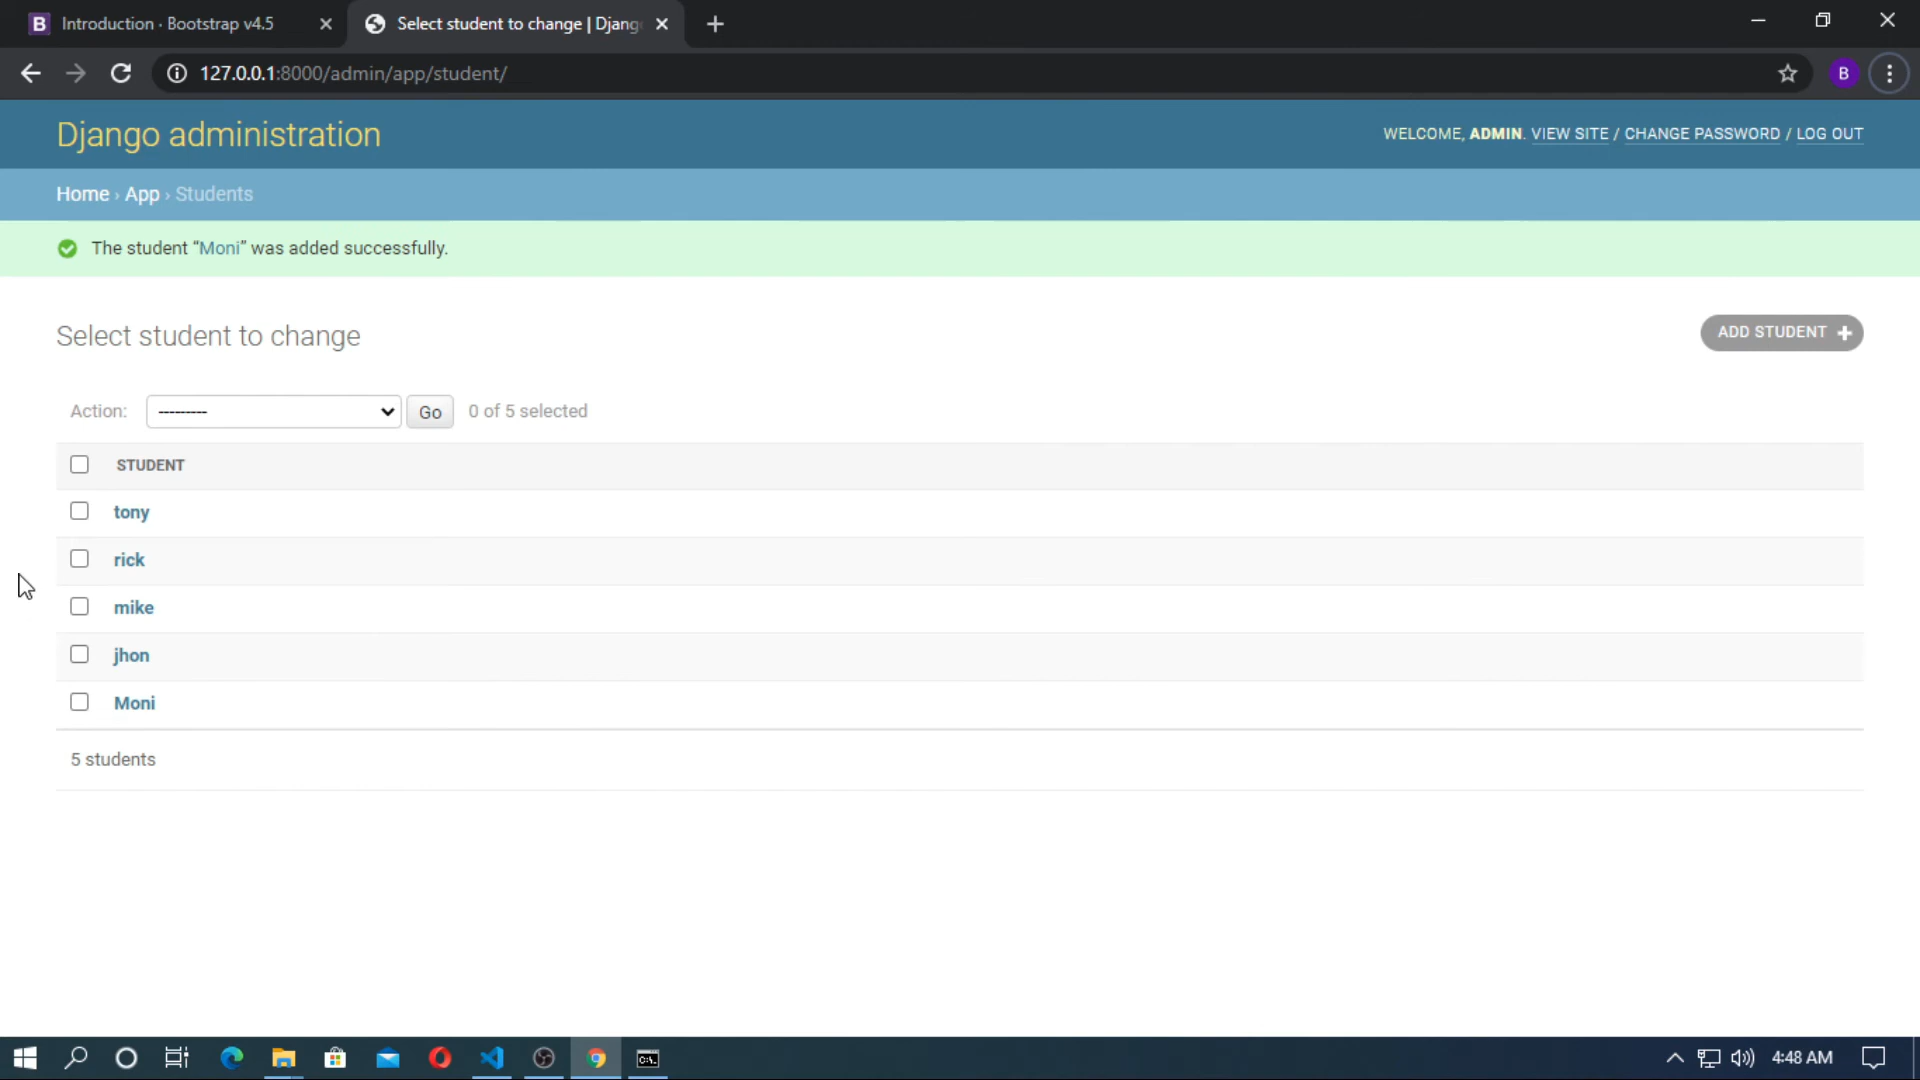 B Introduction · Bootstrap v4.5
Select student to change | Djang
127.0.0.1:8000/admin/app/student/
B
Django administration
WELCOME, ADMIN. VIEW SITE / CHANGE PASSWORD / LOG OUT
Home › App › Students
The student “Moni” was added successfully.
Select student to change
ADD STUDENT +
Action: --------- Go 0 of 5 selected
STUDENT
tony
rick
mike
jhon
Moni
5 students
C:\.
4:48 AM